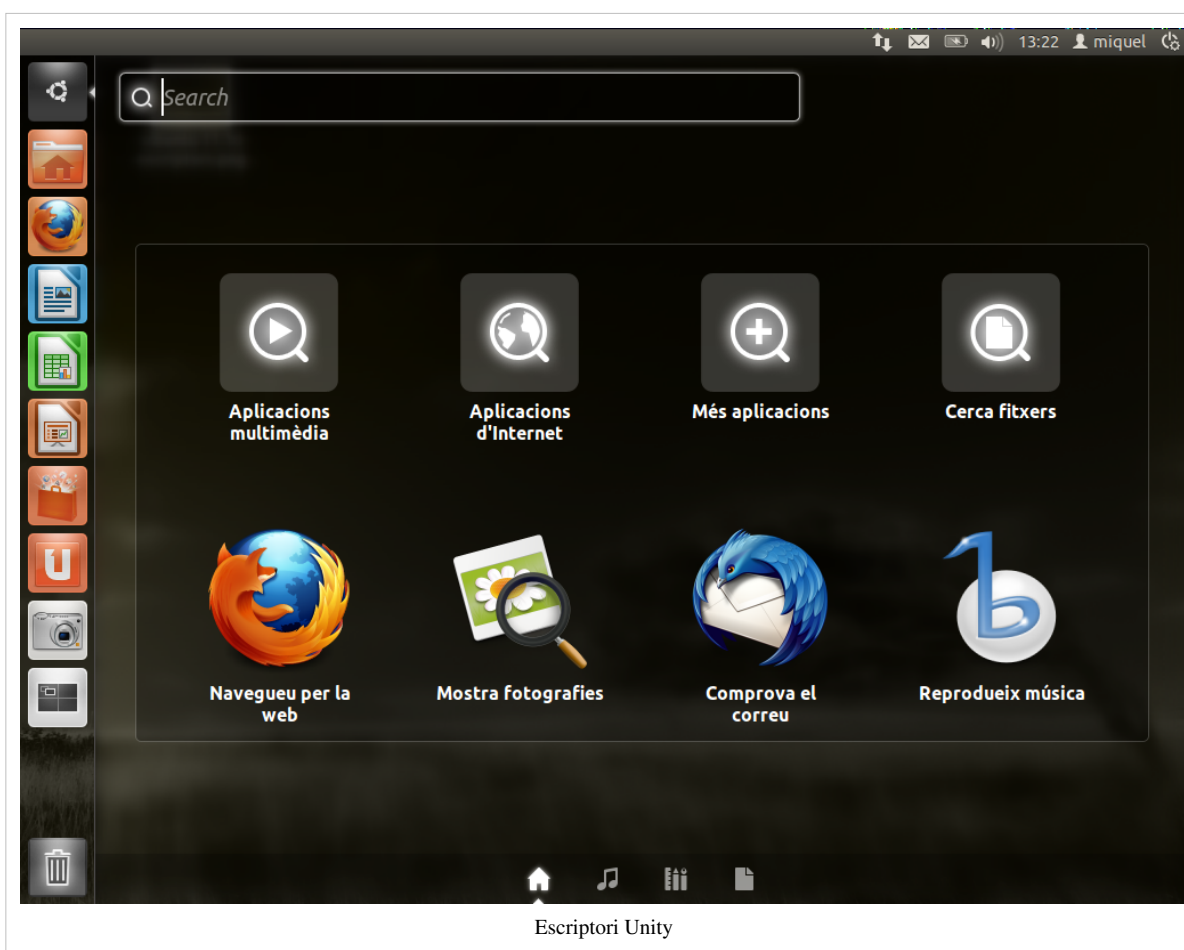 13:22 miquel
Search
Aplicacions
multimèdia
Aplicacions
d'Internet
Més aplicacions
Cerca fitxers
Navegueu per la
web
Mostra fotografies
Comprova el
correu
Reprodueix música
Escriptori Unity